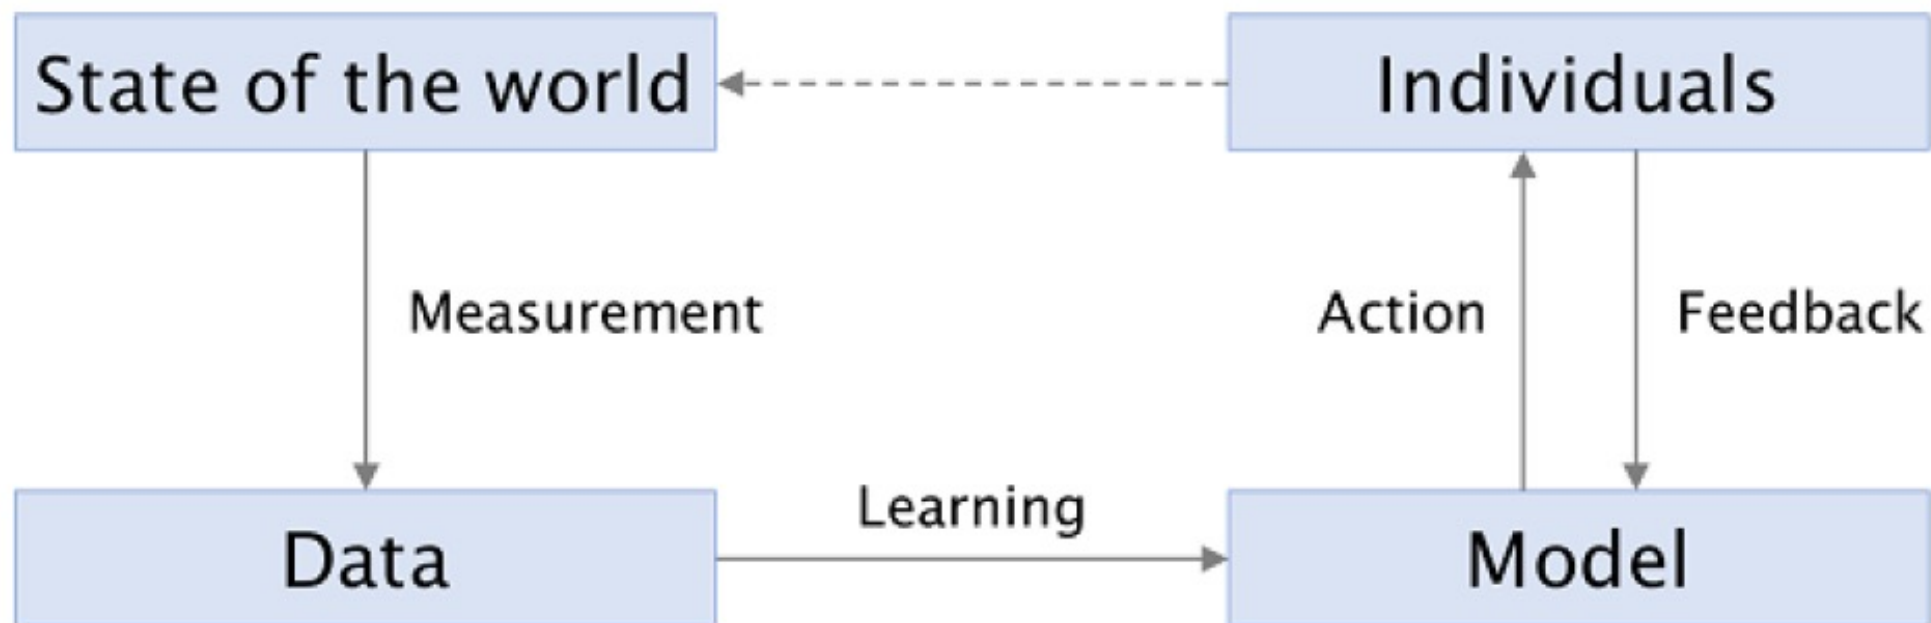 State of the world
Individuals
Measurement
Action
Feedback
Learning
Data
Model